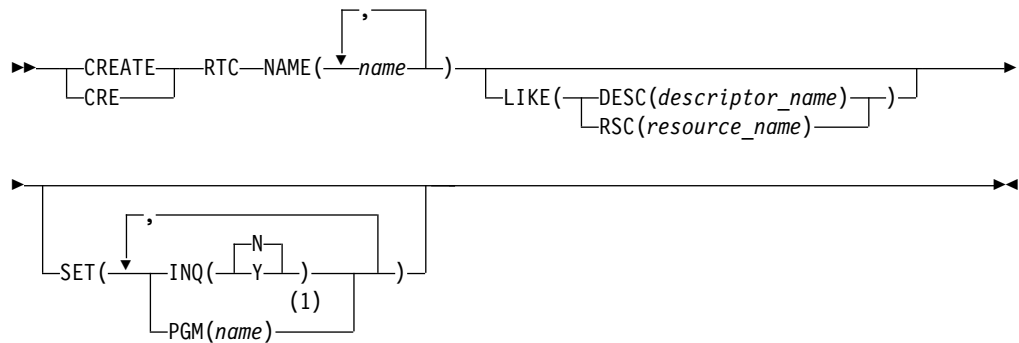 ,
CREATE RTC NAME( name )
CRE LIKE( DESC(descriptor_name) )
RSC(resource_name)
,
N
SET( INQ( Y ) )
(1)
PGM(name)